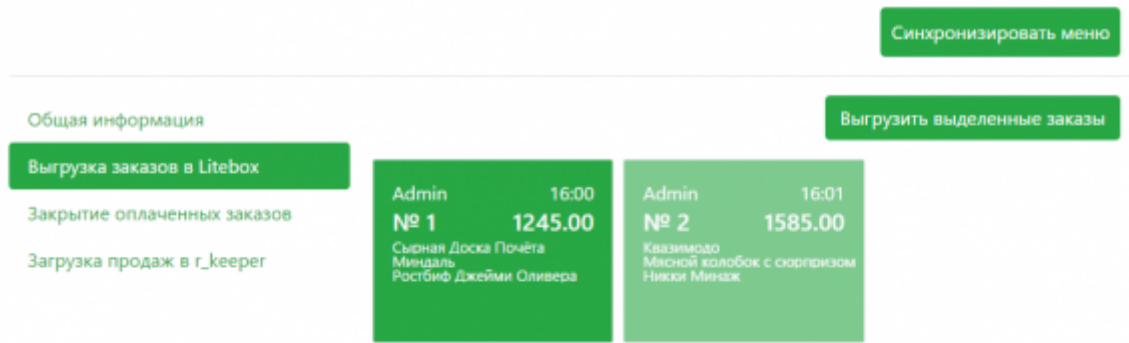 Синхронизировать меню
Общая информация
Выгрузить выделенные заказы
Выгрузка заказов в Litebox
Закрытие оплаченных заказов
Загрузка продаж в r_keeper
Admin 16:00
№ 1 1245.00
Сырная Доска Почёта
Миндаль
Ростбиф Джейми Оливера
Admin 16:01
№ 2 1585.00
Квазимодо
Мясной колобок с сюрпризом
Никки Минаж